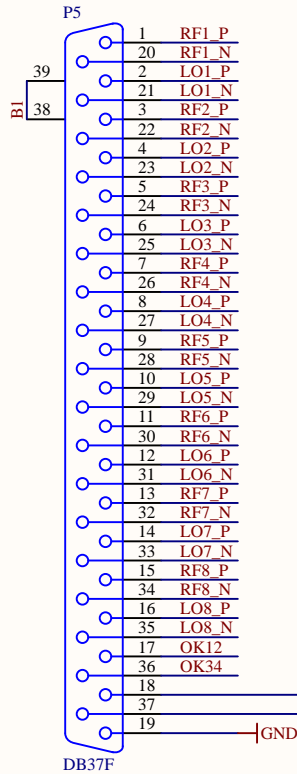 P5
1 RF1_P
20 RF1_N
39 2 LO1_P
21 LO1_N
B1 38 3 RF2_P
22 RF2_N
4 LO2_P
23 LO2_N
5 RF3_P
24 RF3_N
6 LO3_P
25 LO3_N
7 RF4_P
26 RF4_N
8 LO4_P
27 LO4_N
9 RF5_P
28 RF5_N
10 LO5_P
29 LO5_N
11 RF6_P
30 RF6_N
12 LO6_P
31 LO6_N
13 RF7_P
32 RF7_N
14 LO7_P
33 LO7_N
15 RF8_P
34 RF8_N
16 LO8_P
35 LO8_N
17 OK12
36 OK34
18
37
19 GND
DB37F